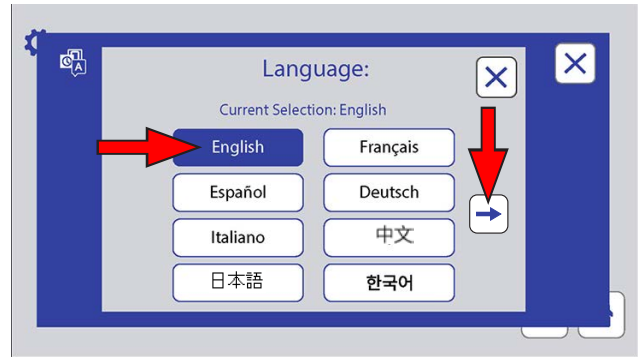 Language:
Current Selection: English
English
Français
Español
Deutsch
Italiano
中文
日本語
한국어